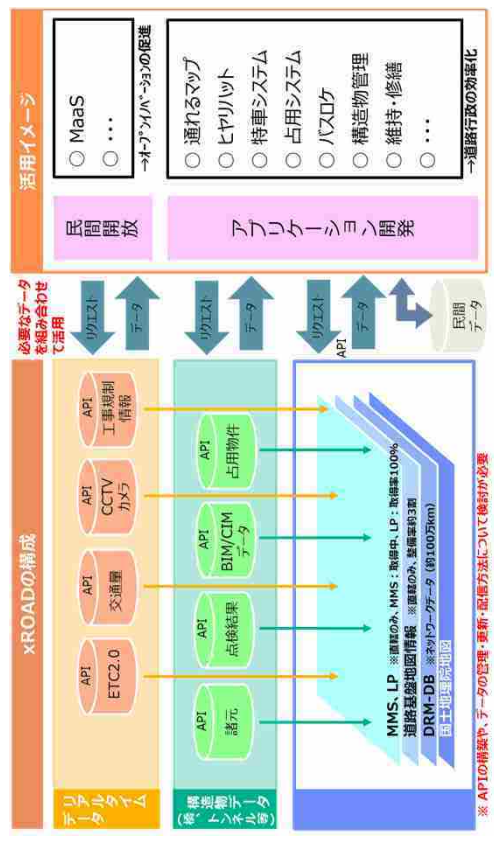 xROADの構成
活用イメージ
リアルタイム
データ
API
ETC2.0
API
交通量
API
CCTV
カメラ
API
工事規制
情報
必要なデータ
を組み合わせ
て活用
リクエスト
データ
民間
開放
○ MaaS
○ ・・・
→オープンイノベーションの促進
構造物データ
(橋、トンネル等)
API
諸元
API
点検結果
API
BIM/CIM
データ
API
占用物件
リクエスト
データ
アプリケーション開発
○ 通れるマップ
○ ヒヤリハット
○ 特車システム
○ 占用システム
○ バスロケ
○ 構造物管理
○ 維持・修繕
○ ・・・
→道路行政の効率化
MMS、LP ※直轄のみ、MMS：取得中、LP：取得率100%
道路基盤地図情報 ※直轄のみ、整備率約3割
DRM-DB ※ネットワークデータ（約100万km）
国土地理院地図
リクエスト
データ
API
民間
データ
※ APIの構築や、データの管理・更新・配信方法について検討が必要